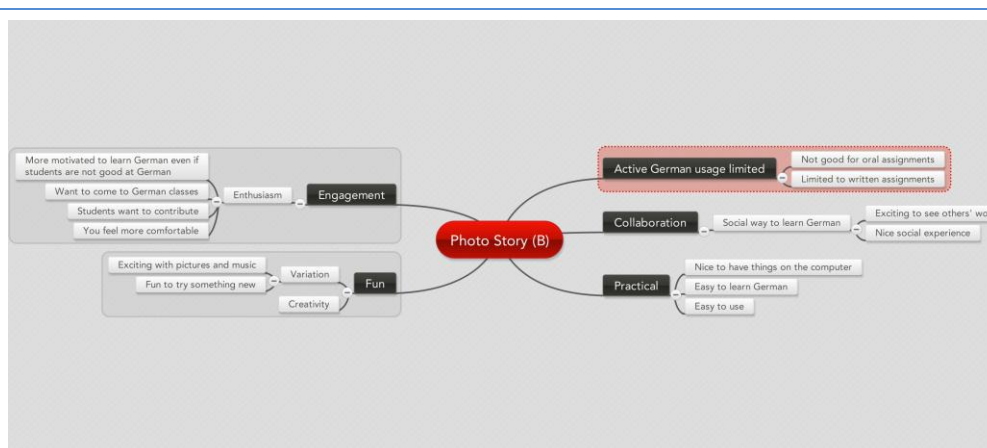 Photo Story (B)
Engagement
Enthusiasm
More motivated to learn German even if
students are not good at German
Want to come to German classes
Students want to contribute
You feel more comfortable
Fun
Variation
Exciting with pictures and music
Fun to try something new
Creativity
Active German usage limited
Not good for oral assignments
Limited to written assignments
Collaboration
Social way to learn German
Exciting to see others'
Nice social experience
Practical
Nice to have things on the computer
Easy to learn German
Easy to use